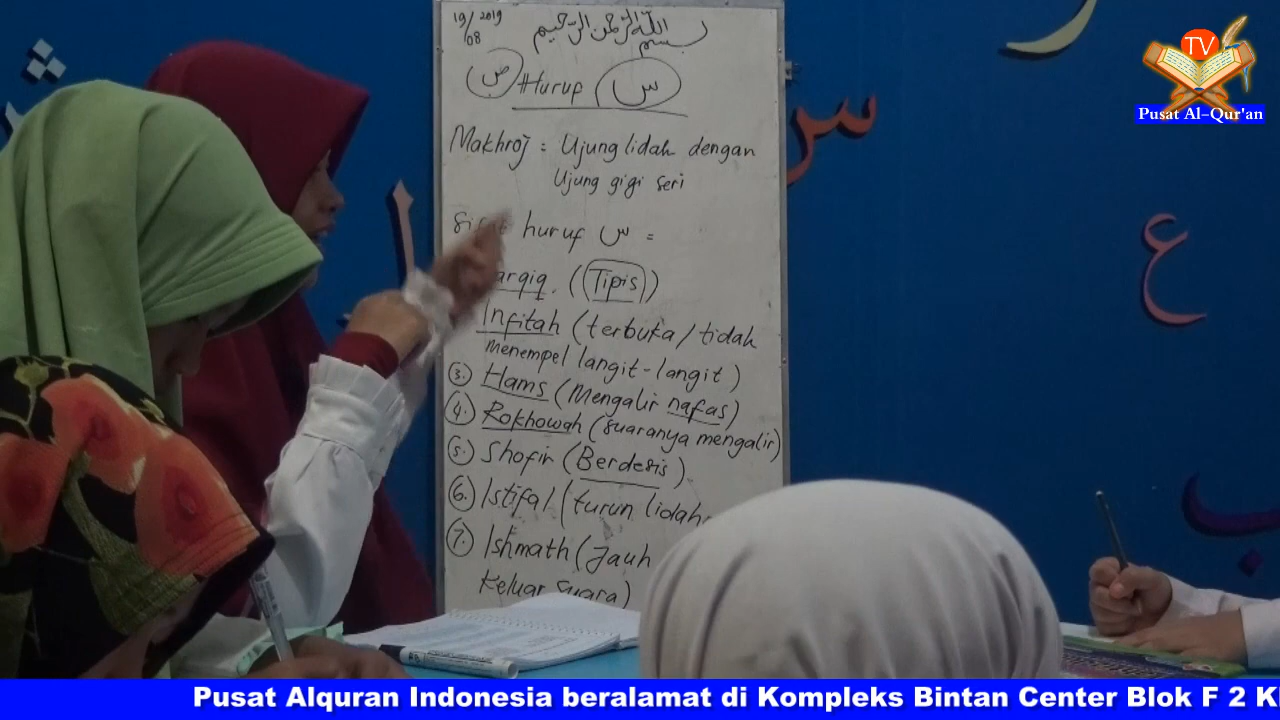 19/08 2019
بسم الله الرحمن الرحيم
ض Huruf س
Makhroj = Ujung lidah dengan
Ujung gigi seri
Sifat huruf س =
arqiq. (Tipis)
Infitah (terbuka / tidak
menempel langit-langit)
3. Hams (Mengalir nafas)
4. Rokhowah (suaranya mengalir)
5. Shofir (Berdesis).
6. Istifal (turun lidah
7. Ishmath (Jauh
Keluar suara)
ش
س
ا
ر
ع
ب
TV
Pusat Al-Qur'an
Pusat Alquran Indonesia beralamat di Kompleks Bintan Center Blok F 2 K